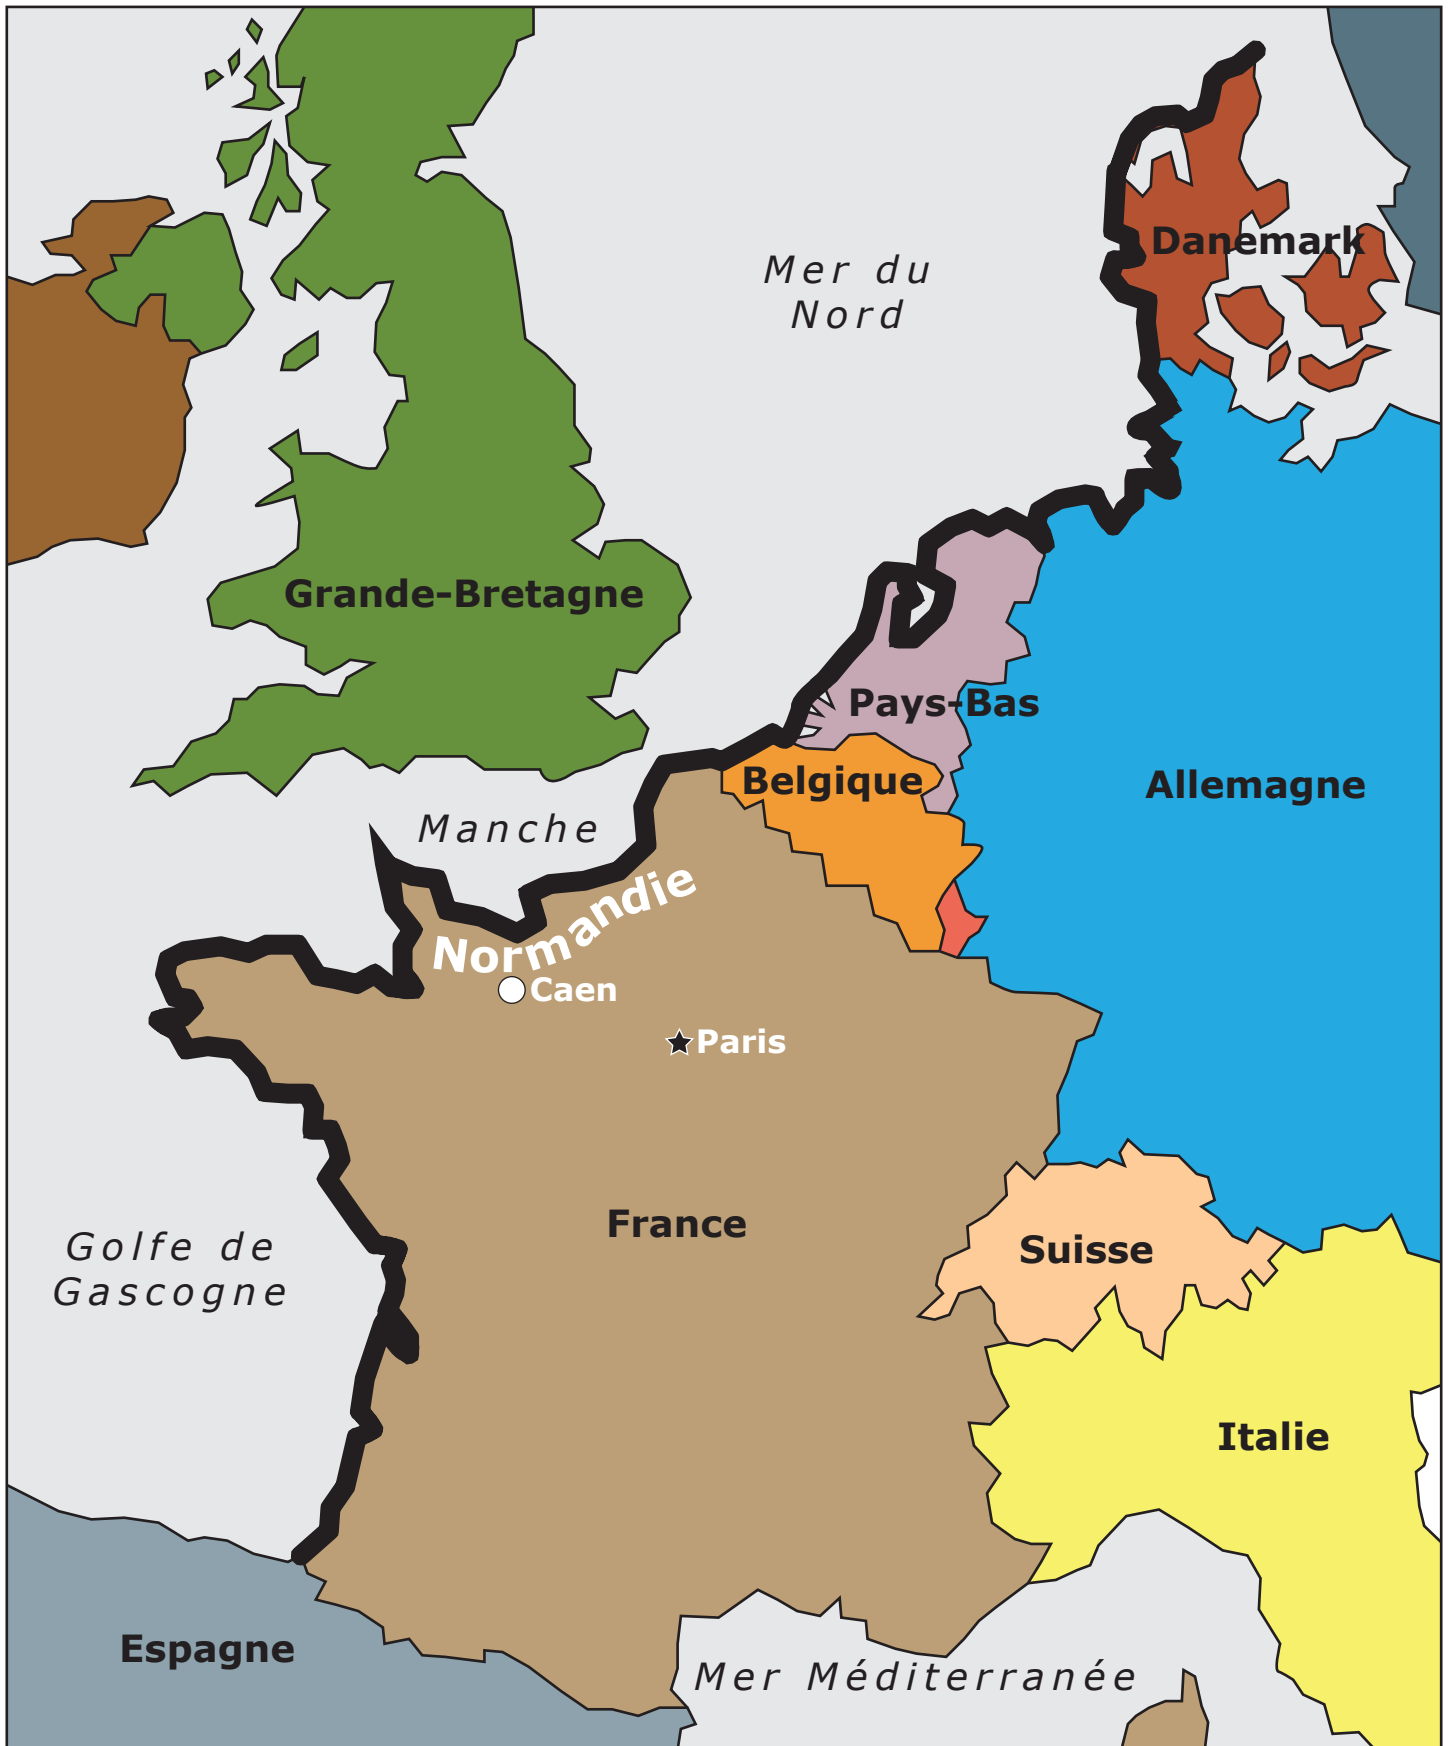 Danemark
Mer du
Nord
Grande-Bretagne
Pays-Bas
Belgique
Allemagne
Manche
Normandie
Caen
Paris
France
Golfe de
Gascogne
Suisse
Italie
Espagne
Mer Méditerranée